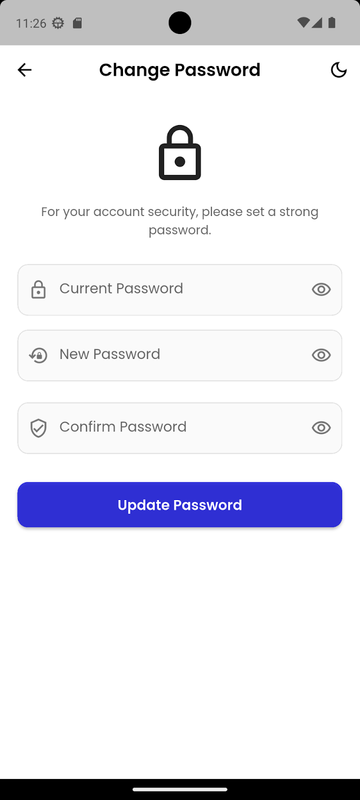 11:26
Change Password
For your account security, please set a strong
password.
Current Password
New Password
Confirm Password
Update Password